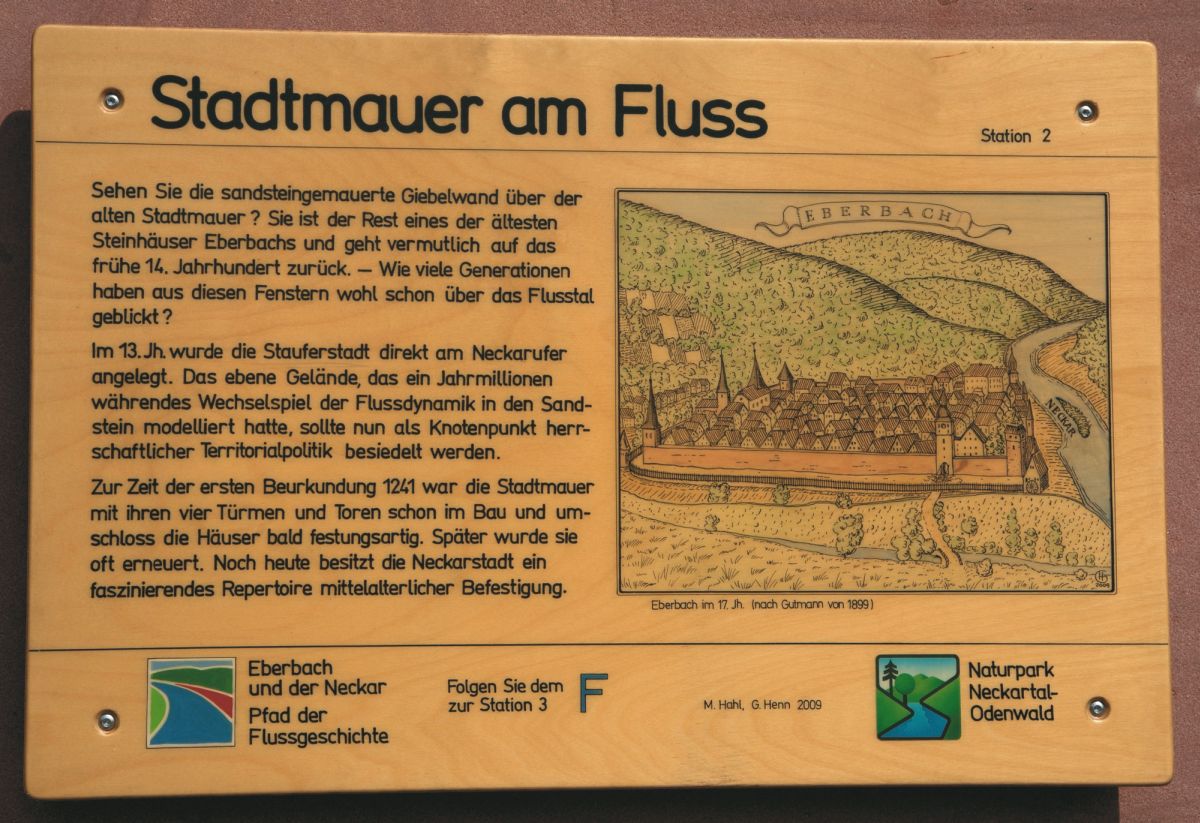 Stadtmauer am Fluss
Station 2
Sehen Sie die sandsteingemauerte Giebelwand über der
alten Stadtmauer? Sie ist der Rest eines der ältesten
Steinhäuser Eberbachs und geht vermutlich auf das
frühe 14. Jahrhundert zurück. – Wie viele Generationen
haben aus diesen Fenstern wohl schon über das Flusstal
geblickt?
Im 13. Jh. wurde die Stauferstadt direkt am Neckarufer
angelegt. Das ebene Gelände, das ein Jahrmillionen
währendes Wechselspiel der Flussdynamik in den Sand-
stein modelliert hatte, sollte nun als Knotenpunkt herr-
schaftlicher Territorialpolitik besiedelt werden.
Zur Zeit der ersten Beurkundung 1241 war die Stadtmauer
mit ihren vier Türmen und Toren schon im Bau und um-
schloss die Häuser bald festungsartig. Später wurde sie
oft erneuert. Noch heute besitzt die Neckarstadt ein
faszinierendes Repertoire mittelalterlicher Befestigung.
EBERBACH
NECKAR
Eberbach im 17. Jh. (nach Gutmann von 1899)
Eberbach
und der Neckar
Pfad der
Flussgeschichte
Folgen Sie dem
zur Station 3
F
M. Hahl, G. Henn 2009
Naturpark
Neckartal-
Odenwald